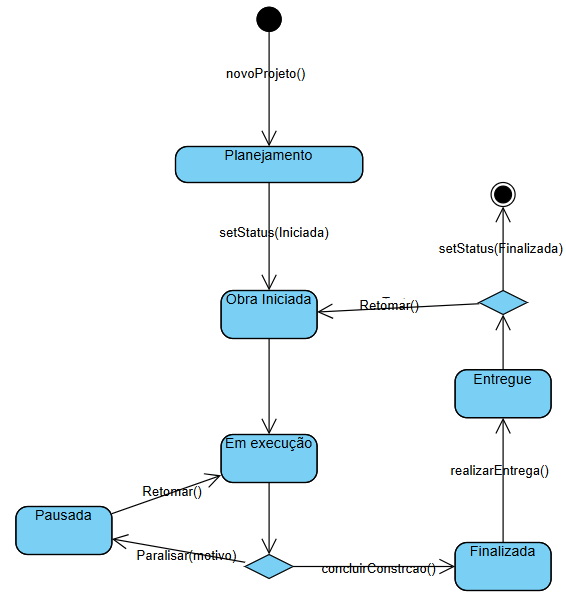 novoProjeto()
Planejamento
setStatus(Iniciada)
setStatus(Finalizada)
Obra Iniciada
Retomar()
Entregue
Em execução
realizarEntrega()
Retomar()
Pausada
Paralisar(motivo)
concluirConstrcao()
Finalizada